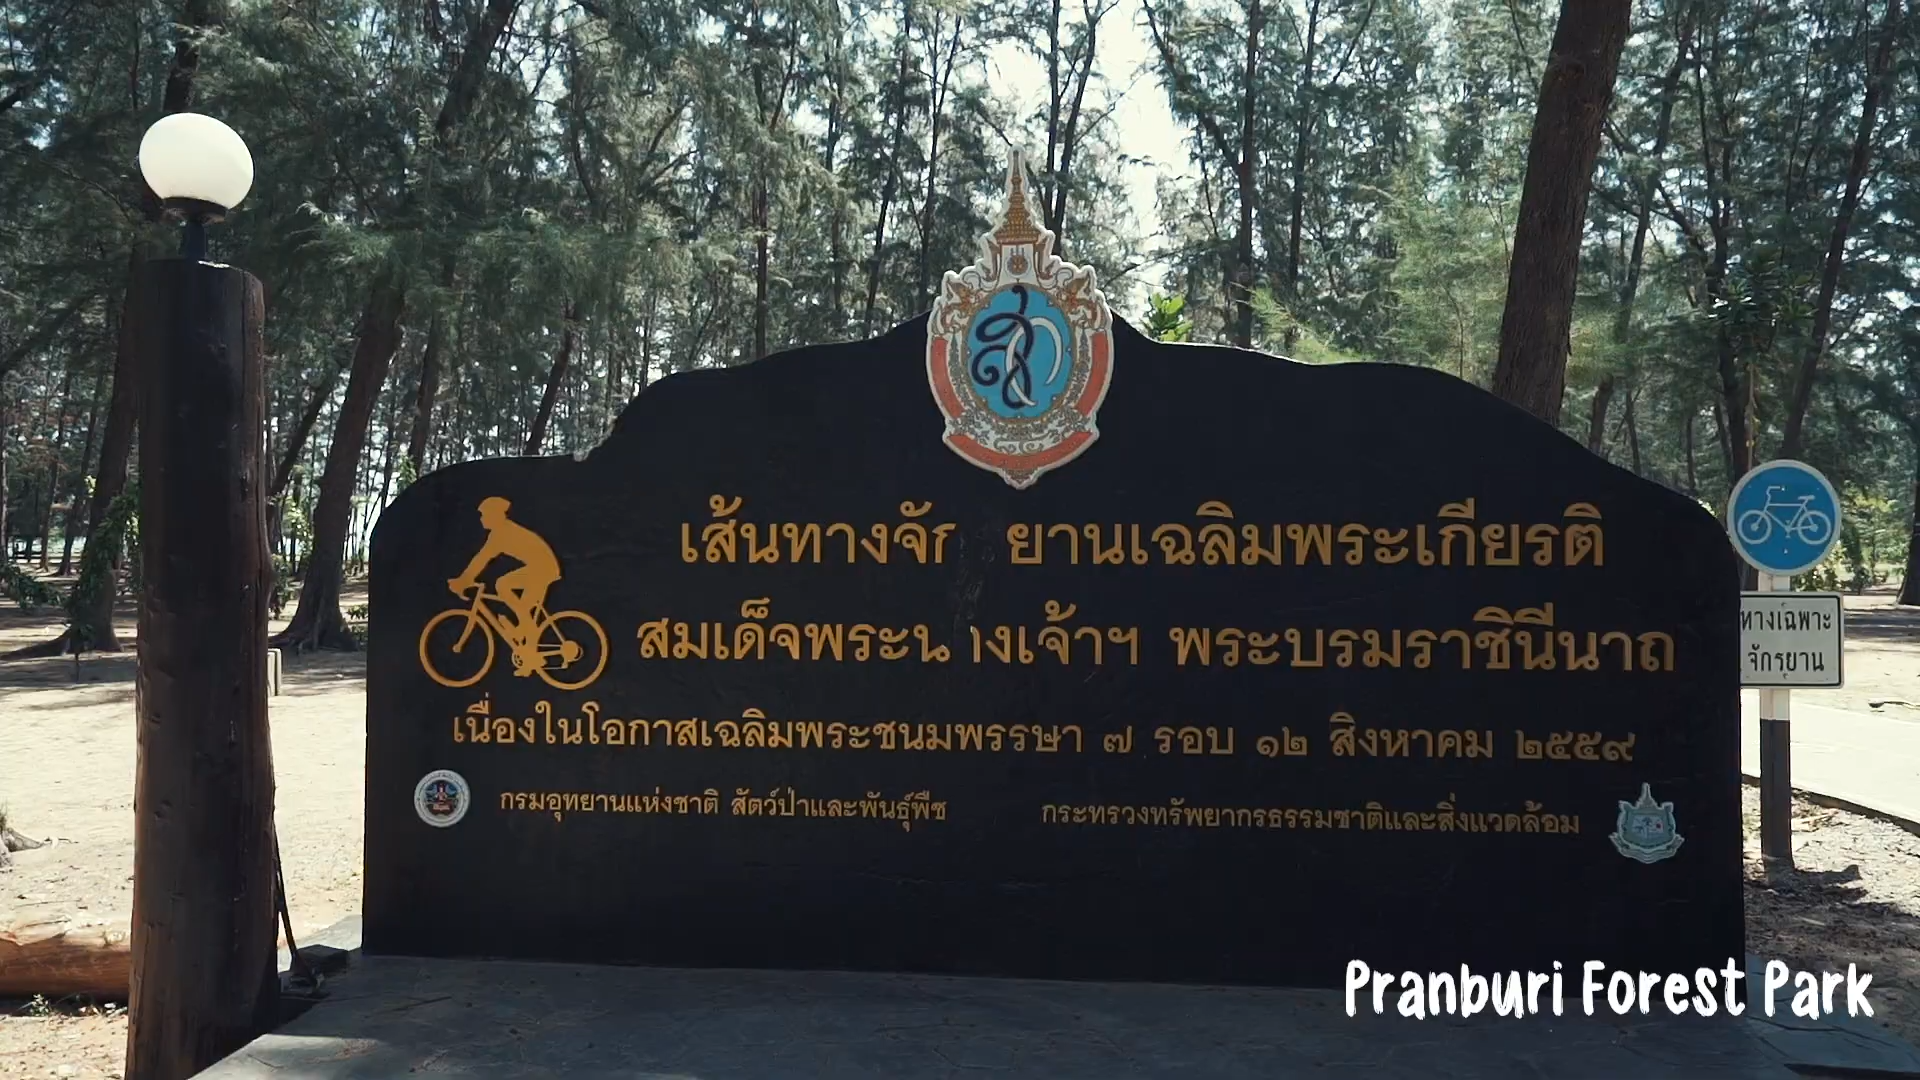 เส้นทางจักรยานเฉลิมพระเกียรติ
สมเด็จพระนางเจ้าฯ พระบรมราชินีนาถ
เนื่องในโอกาสเฉลิมพระชนมพรรษา ๗ รอบ ๑๒ สิงหาคม ๒๕๕๙
กรมอุทยานแห่งชาติ สัตว์ป่าและพันธุ์พืช
กระทรวงทรัพยากรธรรมชาติและสิ่งแวดล้อม
ทางเฉพาะ
จักรยาน
Pranburi Forest Park